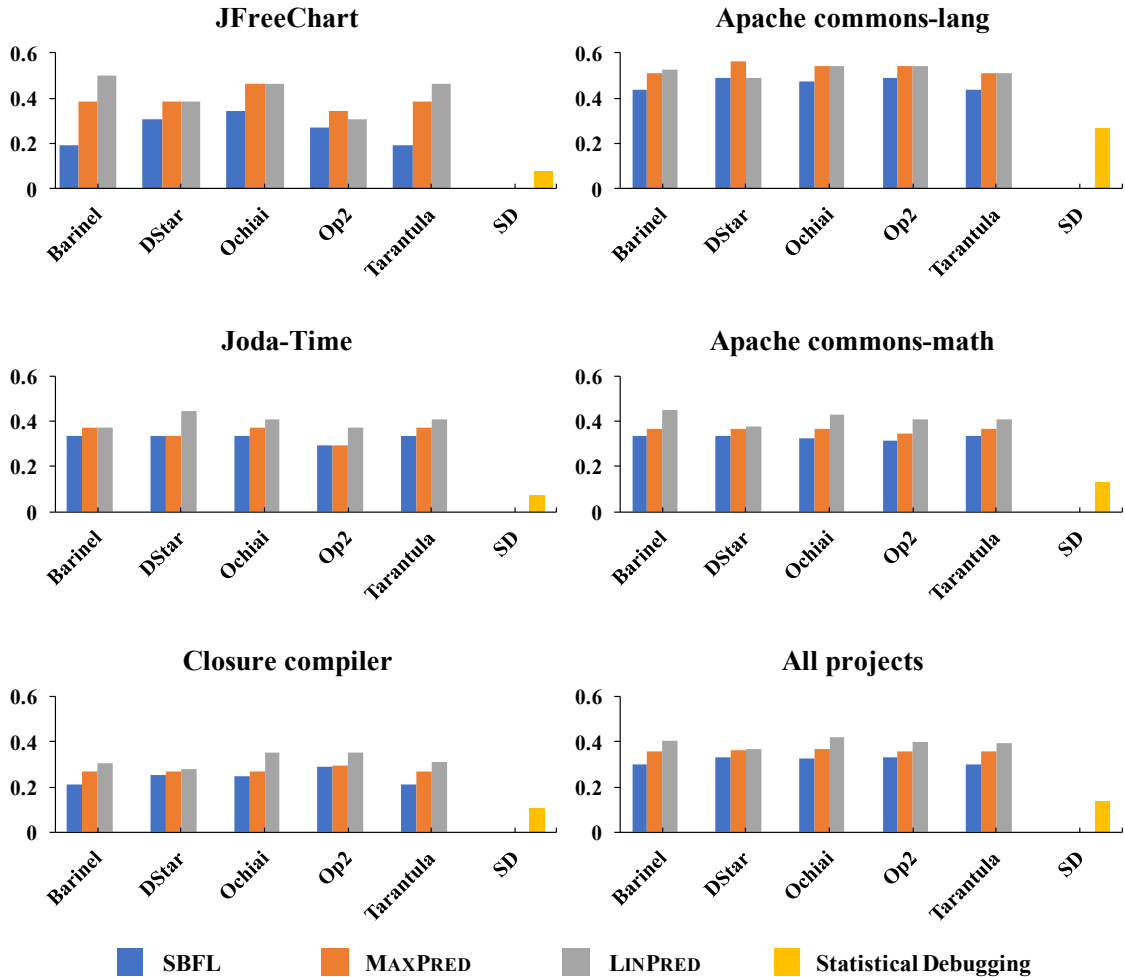 JFreeChart
0.6
0.4
0.2
0
Barinel
DStar
Ochiai
Op2
Tarantula
SD
Apache commons-lang
0.6
0.4
0.2
0
Barinel
DStar
Ochiai
Op2
Tarantula
SD
Joda-Time
0.6
0.4
0.2
0
Barinel
DStar
Ochiai
Op2
Tarantula
SD
Apache commons-math
0.6
0.4
0.2
0
Barinel
DStar
Ochiai
Op2
Tarantula
SD
Closure compiler
0.6
0.4
0.2
0
Barinel
DStar
Ochiai
Op2
Tarantula
SD
All projects
0.6
0.4
0.2
0
Barinel
DStar
Ochiai
Op2
Tarantula
SD
SBFL
MAXPRED
LINPRED
Statistical Debugging